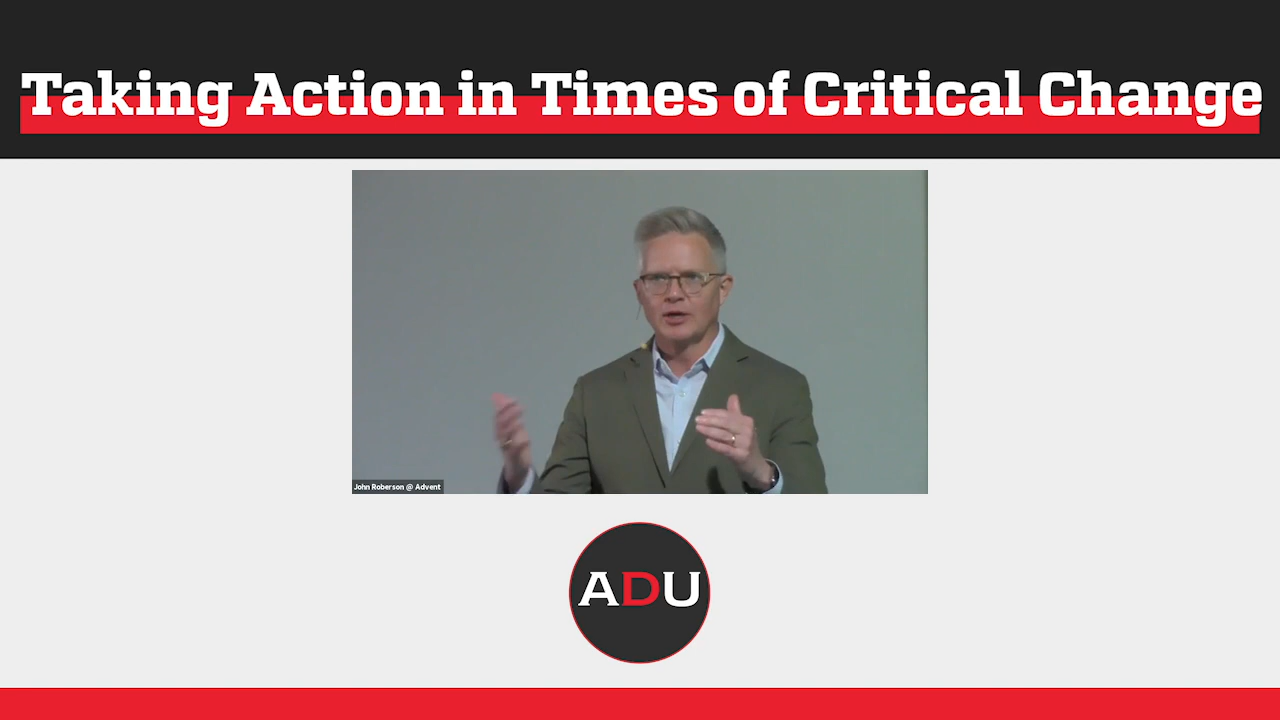 Taking Action in Times of Critical Change
John Roberson @ Advent
ADU